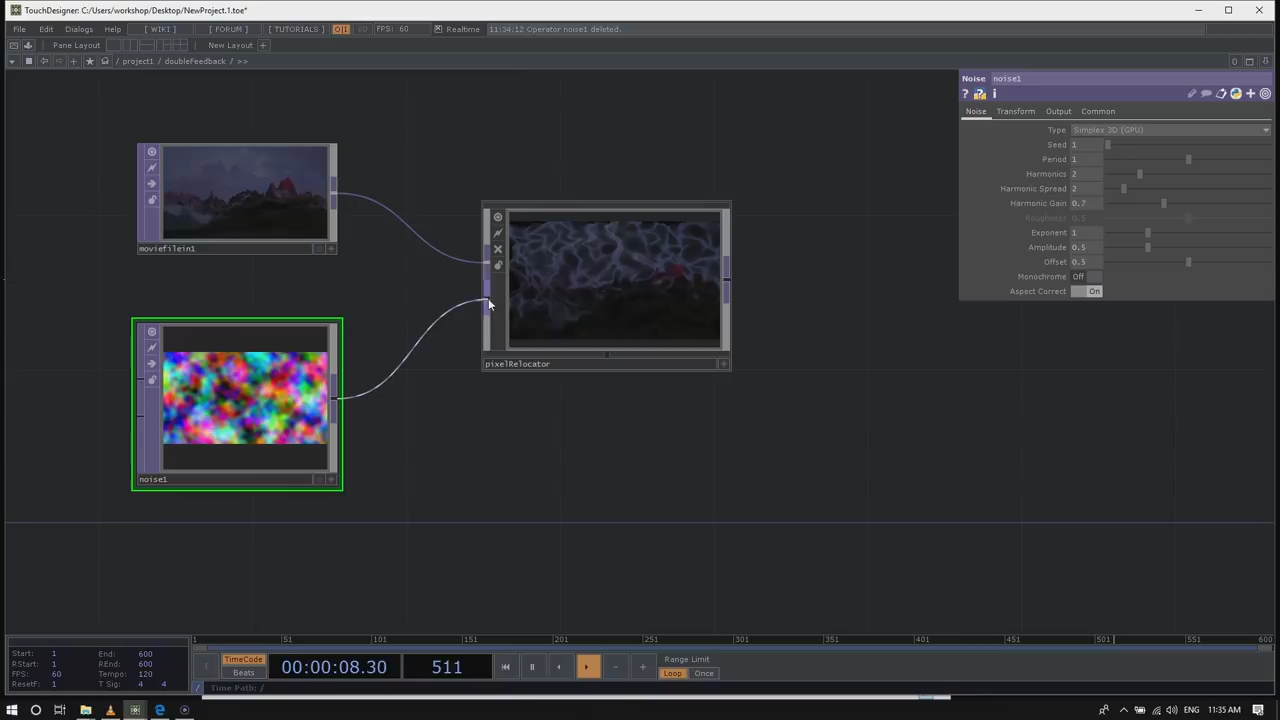 TouchDesigner: C:/Users/workshop/Desktop/NewProject.1.toe*
File Edit Dialogs Help [ WIKI ] [ FORUM ] [ TUTORIALS ] O|I FPS: 60 Realtime 11:34:12 Operator noise1 deleted.
Pane Layout New Layout +
/ project1 / doubleFeedback / >> 0
Noise noise1
? ? i
Noise Transform Output Common
Type Simplex 3D (GPU)
Seed 1
Period 1
Harmonics 2
Harmonic Spread 2
Harmonic Gain 0.7
Roughness 0.5
Exponent 1
Amplitude 0.5
Offset 0.5
Monochrome Off
Aspect Correct On
moviefilein1
pixelRelocator
noise1
1 51 101 151 201 251 301 351 401 451 501 551 600
Start: 1 End: 600
RStart: 1 REnd: 600
FPS: 60 Tempo: 120
ResetF: 1 T Sig: 4 4
TimeCode
Beats
00:00:08.30 511
Range Limit
Loop Once
/ Time Path: /
11:35 AM